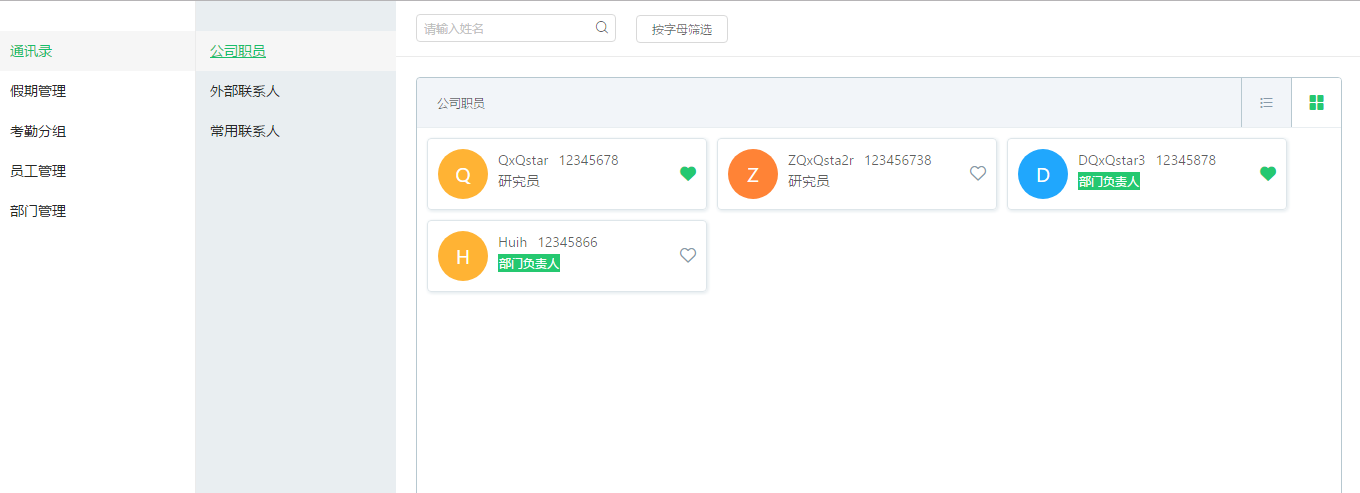 通讯录
假期管理
考勤分组
员工管理
部门管理
公司职员
外部联系人
常用联系人
请输入姓名
按字母筛选
公司职员
Q
QxQstar 12345678
研究员
Z
ZQxQsta2r 123456738
研究员
D
DQxQstar3 12345878
部门负责人
H
Huih 12345866
部门负责人